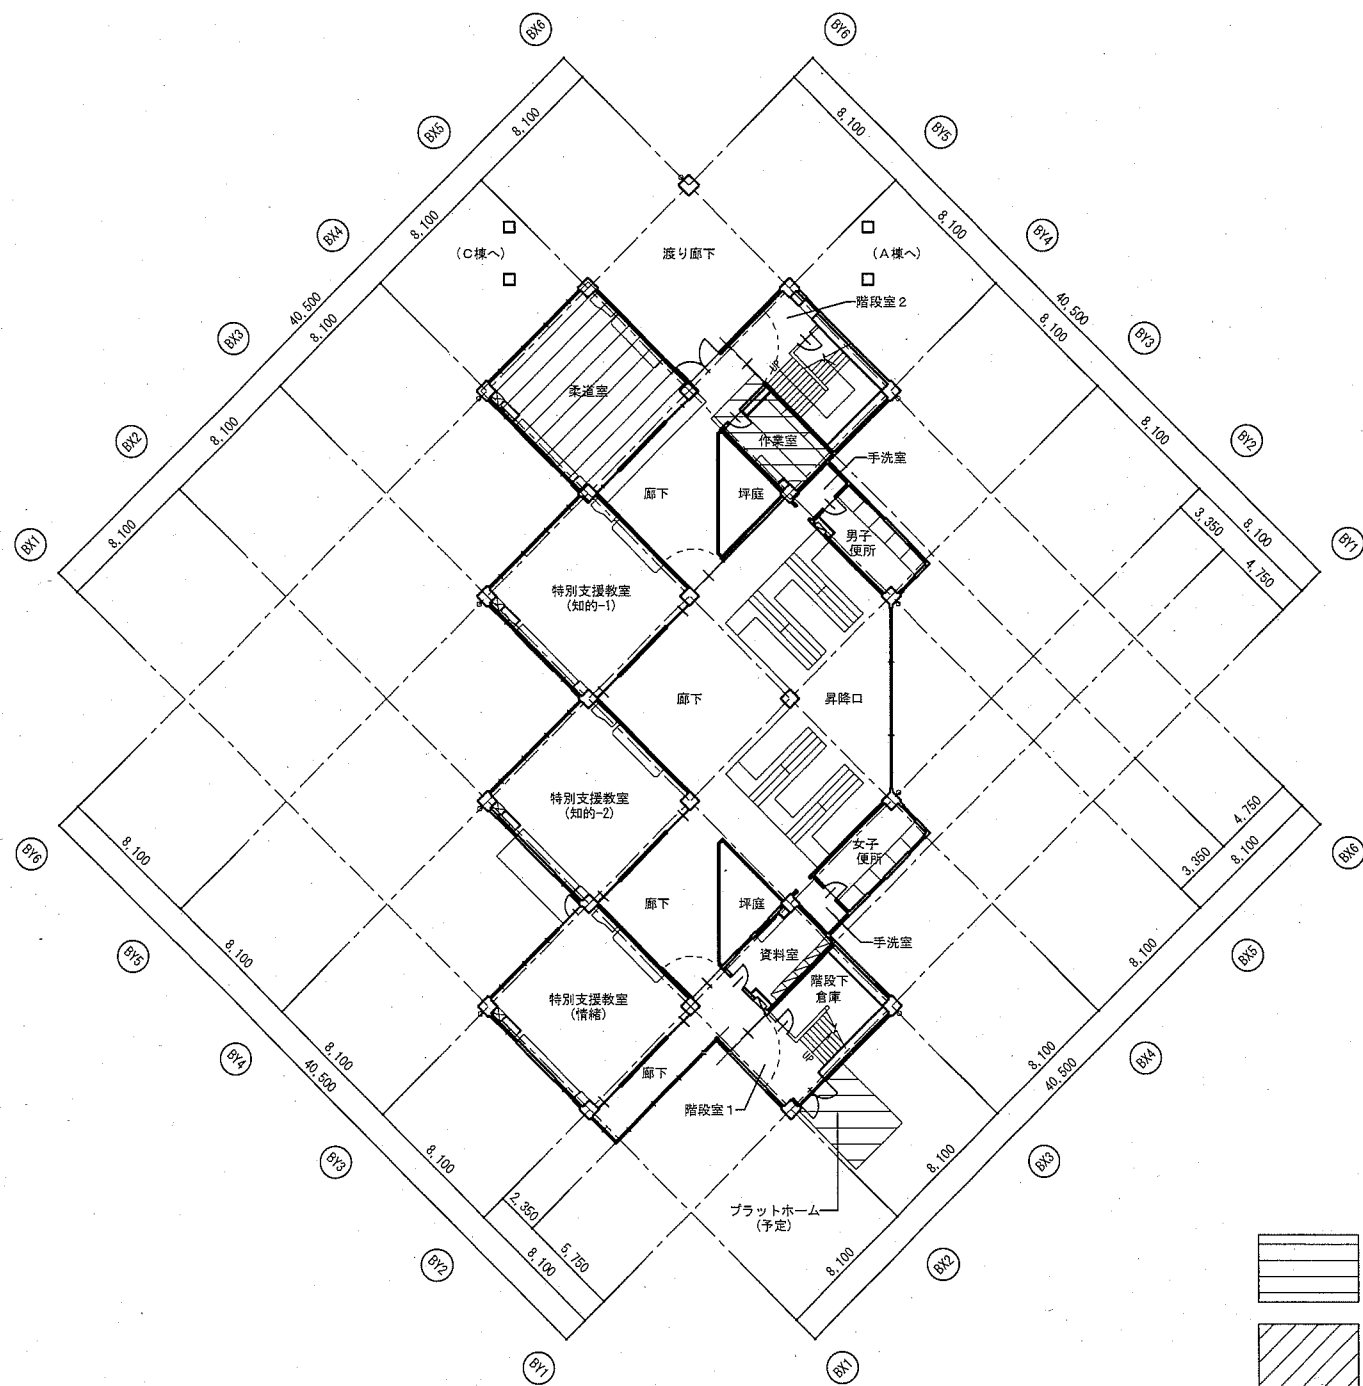 BX6
BY6
BX5
8,100
8,100
BY5
BX4
8,100
(C棟へ)
渡り廊下
(A棟へ)
8,100
BY4
階段室2
BX3
40,500
8,100
40,500
8,100
BY3
柔道室
BX2
8,100
作業室
手洗室
8,100
BY2
廊下
坪庭
BX1
8,100
男子
便所
3,350
8,100
4,750
BY1
特別支援教室
(知的-1)
廊下
昇降口
特別支援教室
(知的-2)
4,750
8,100
3,350
BY6
8,100
女子
便所
BX6
廊下
坪庭
資料室
手洗室
8,100
BX5
BY5
8,100
階段下
倉庫
特別支援教室
(情緒)
BY4
40,500
8,100
廊下
階段室1
8,100
40,500
BX4
BY3
8,100
8,100
BX3
2,350
プラットホーム
(予定)
BY2
8,100
5,750
8,100
BX2
BY1
BX1